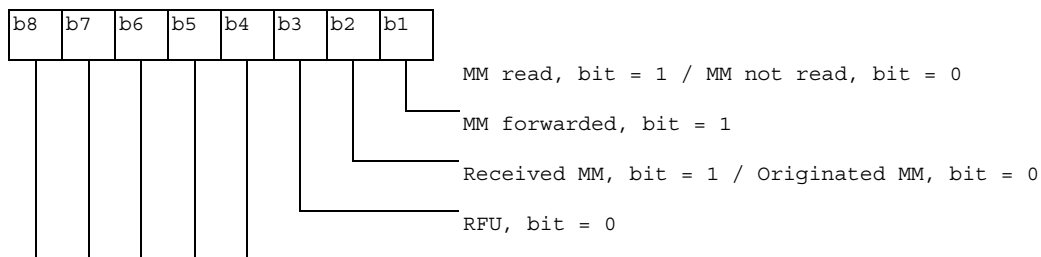 b8 b7 b6 b5 b4 b3 b2 b1
MM read, bit = 1 / MM not read, bit = 0
MM forwarded, bit = 1
Received MM, bit = 1 / Originated MM, bit = 0
RFU, bit = 0